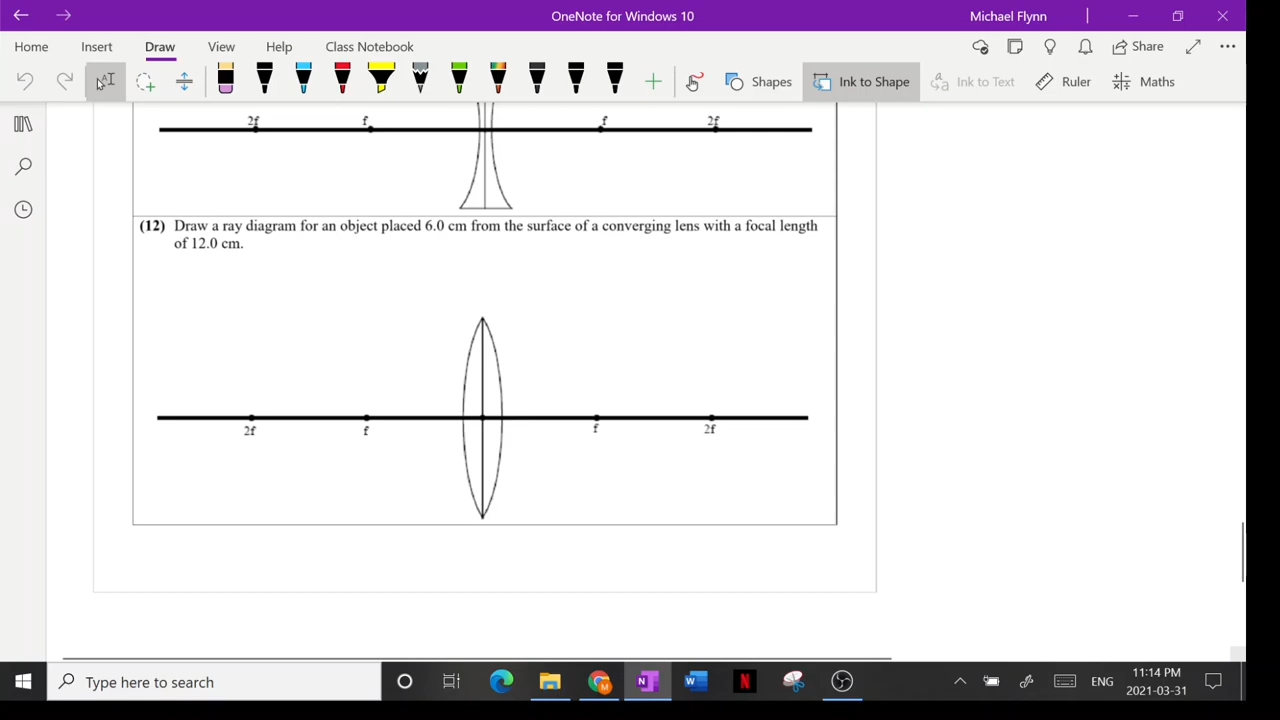 OneNote for Windows 10
Michael Flynn
Home Insert Draw View Help Class Notebook
Share
Shapes
Ink to Shape
Ink to Text
Ruler
Maths
2f f f 2f
(12) Draw a ray diagram for an object placed 6.0 cm from the surface of a converging lens with a focal length
of 12.0 cm.
2f f f 2f
Type here to search
ENG
11:14 PM
2021-03-31